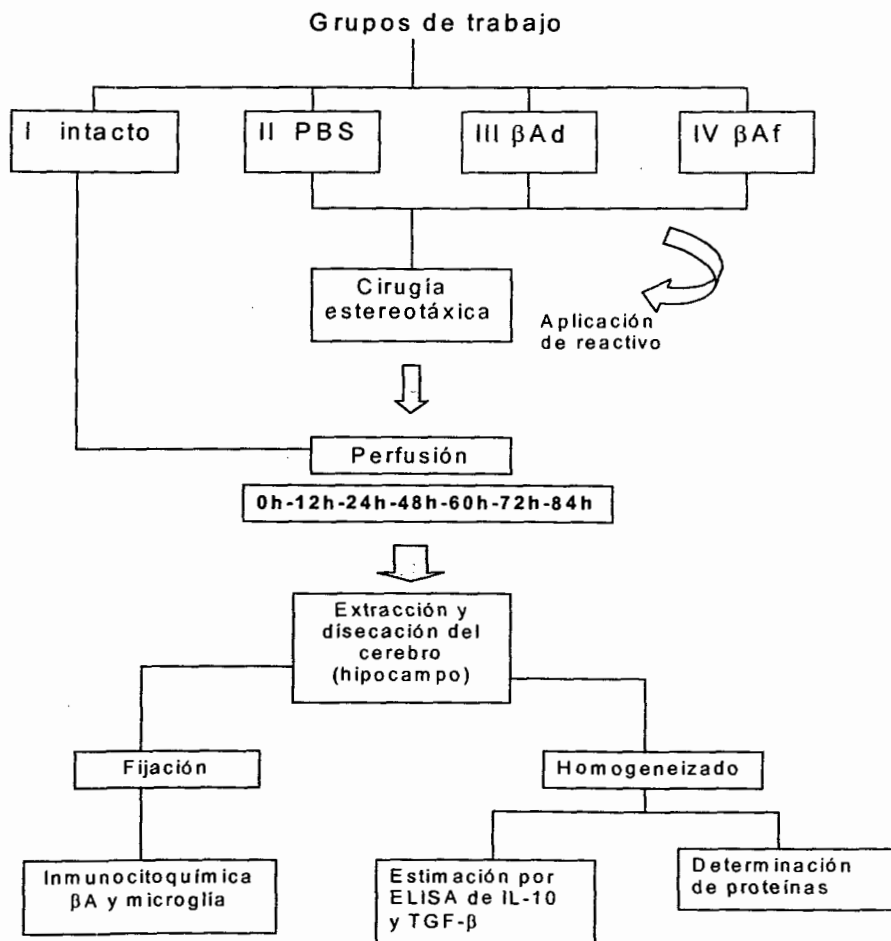 Grupos de trabajo
I intacto
II PBS
III βAd
IV βAf
Cirugía
estereotáxica
Aplicación
de reactivo
Perfusión
0h-12h-24h-48h-60h-72h-84h
Extracción y
disecación del
cerebro
(hipocampo)
Fijación
Homogeneizado
Inmunocitoquímica
βA y microglía
Estimación por
ELISA de IL-10
y TGF-β
Determinación
de proteínas